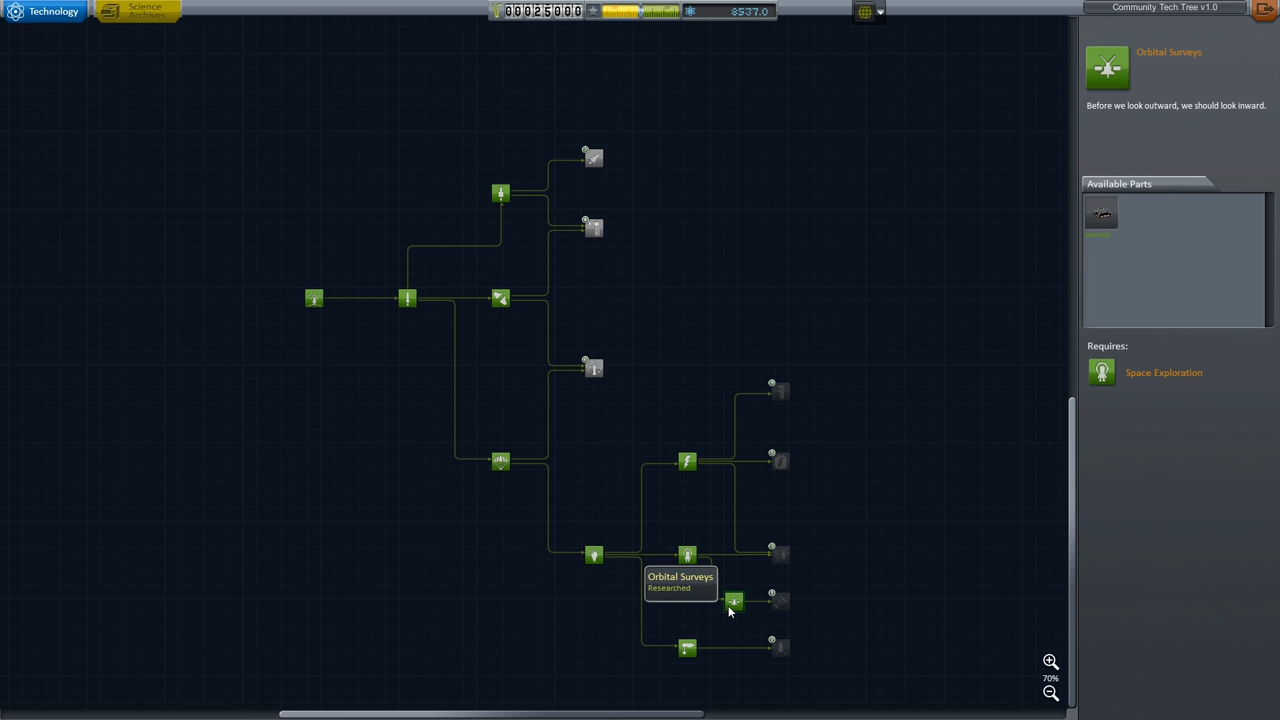 Technology
Science
Archives
00025000
8537.0
Community Tech Tree v1.0
Orbital Surveys
Before we look outward, we should look inward.
Available Parts
Requires:
Space Exploration
Orbital Surveys
Researched
70%